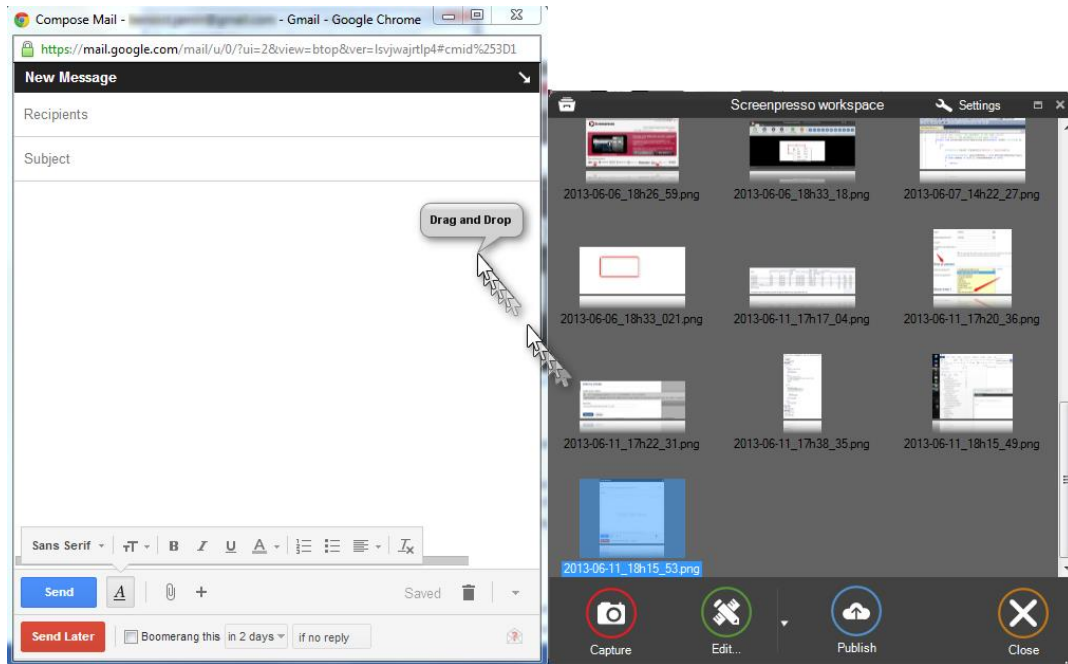 Compose Mail - - Gmail - Google Chrome
https://mail.google.com/mail/u/0/?ui=2&view=btop&ver=lsvjwajrtlp4#cmid%253D1
New Message
Recipients
Subject
Drag and Drop
Sans Serif
B I U A
Send A Saved
Send Later Boomerang this in 2 days if no reply
Screenpresso workspace Settings
2013-06-06_18h26_59.png 2013-06-06_18h33_18.png 2013-06-07_14h22_27.png
2013-06-06_18h33_021.png 2013-06-11_17h17_04.png 2013-06-11_17h20_36.png
2013-06-11_17h22_31.png 2013-06-11_17h38_35.png 2013-06-11_18h15_49.png
2013-06-11_18h15_53.png
Capture Edit... Publish Close